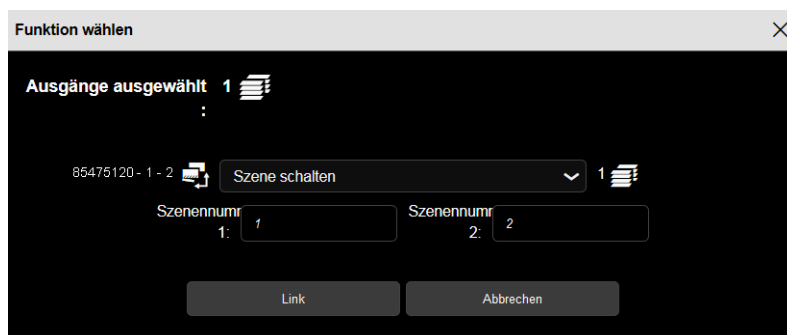 Funktion wählen
Ausgänge ausgewählt 1
:
85475120 - 1 - 2 Szene schalten 1
Szenennumr 1 Szenennumr 2
1: 2:
Link Abbrechen